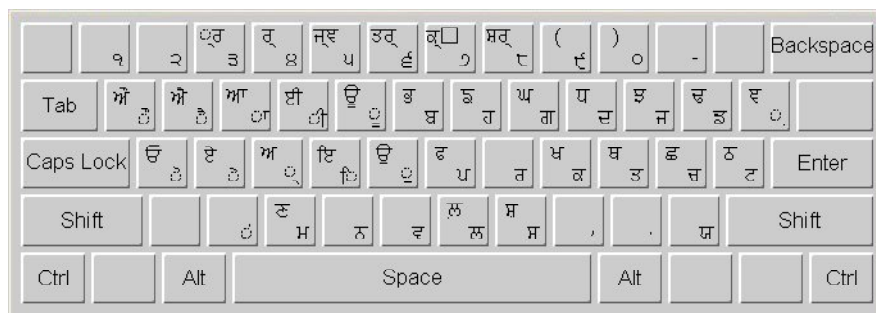 ੧ ੨ ੍ਰ ੩ ਰ੍ ੪ ਜ੍ਞ ੫ ਤਰ੍ ੬ ਕ੍ ੭ ਸ਼ਰ੍ ੮ ( ੯ ) ੦ - Backspace
Tab ਔ ੌ ਐ ੈ ਆ ਾ ਈ ੀ ਊ ੂ ਭ ਬ ਙ ਹ ਘ ਗ ਧ ਦ ਝ ਜ ਢ ਡ ਞ ਼
Caps Lock ਓ ੋ ਏ ੇ ਅ ੍ ਇ ਿ ਉ ੁ ਫ ਪ ਰ ਖ ਕ ਥ ਤ ਛ ਚ ਠ ਟ Enter
Shift ੰ ਣ ਮ ਨ ਵ ਲ਼ ਲ ਸ਼ ਸ , . ਯ Shift
Ctrl Alt Space Alt Ctrl